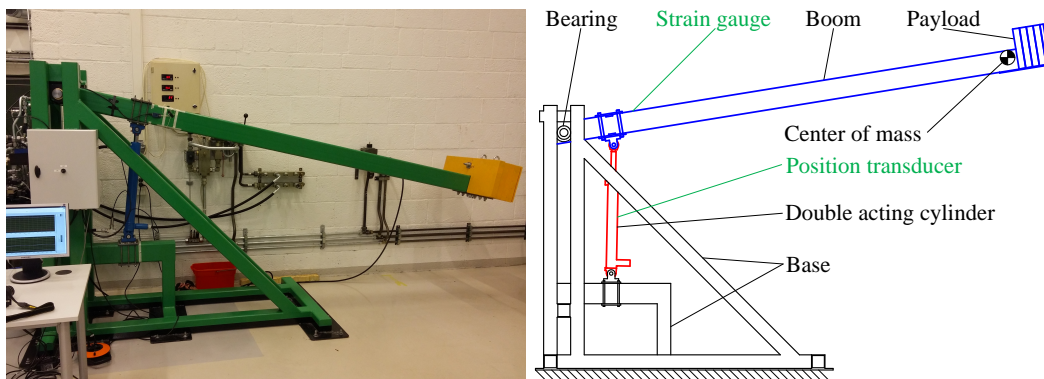 Bearing
Strain gauge
Boom
Payload
Center of mass
Position transducer
Double acting cylinder
Base